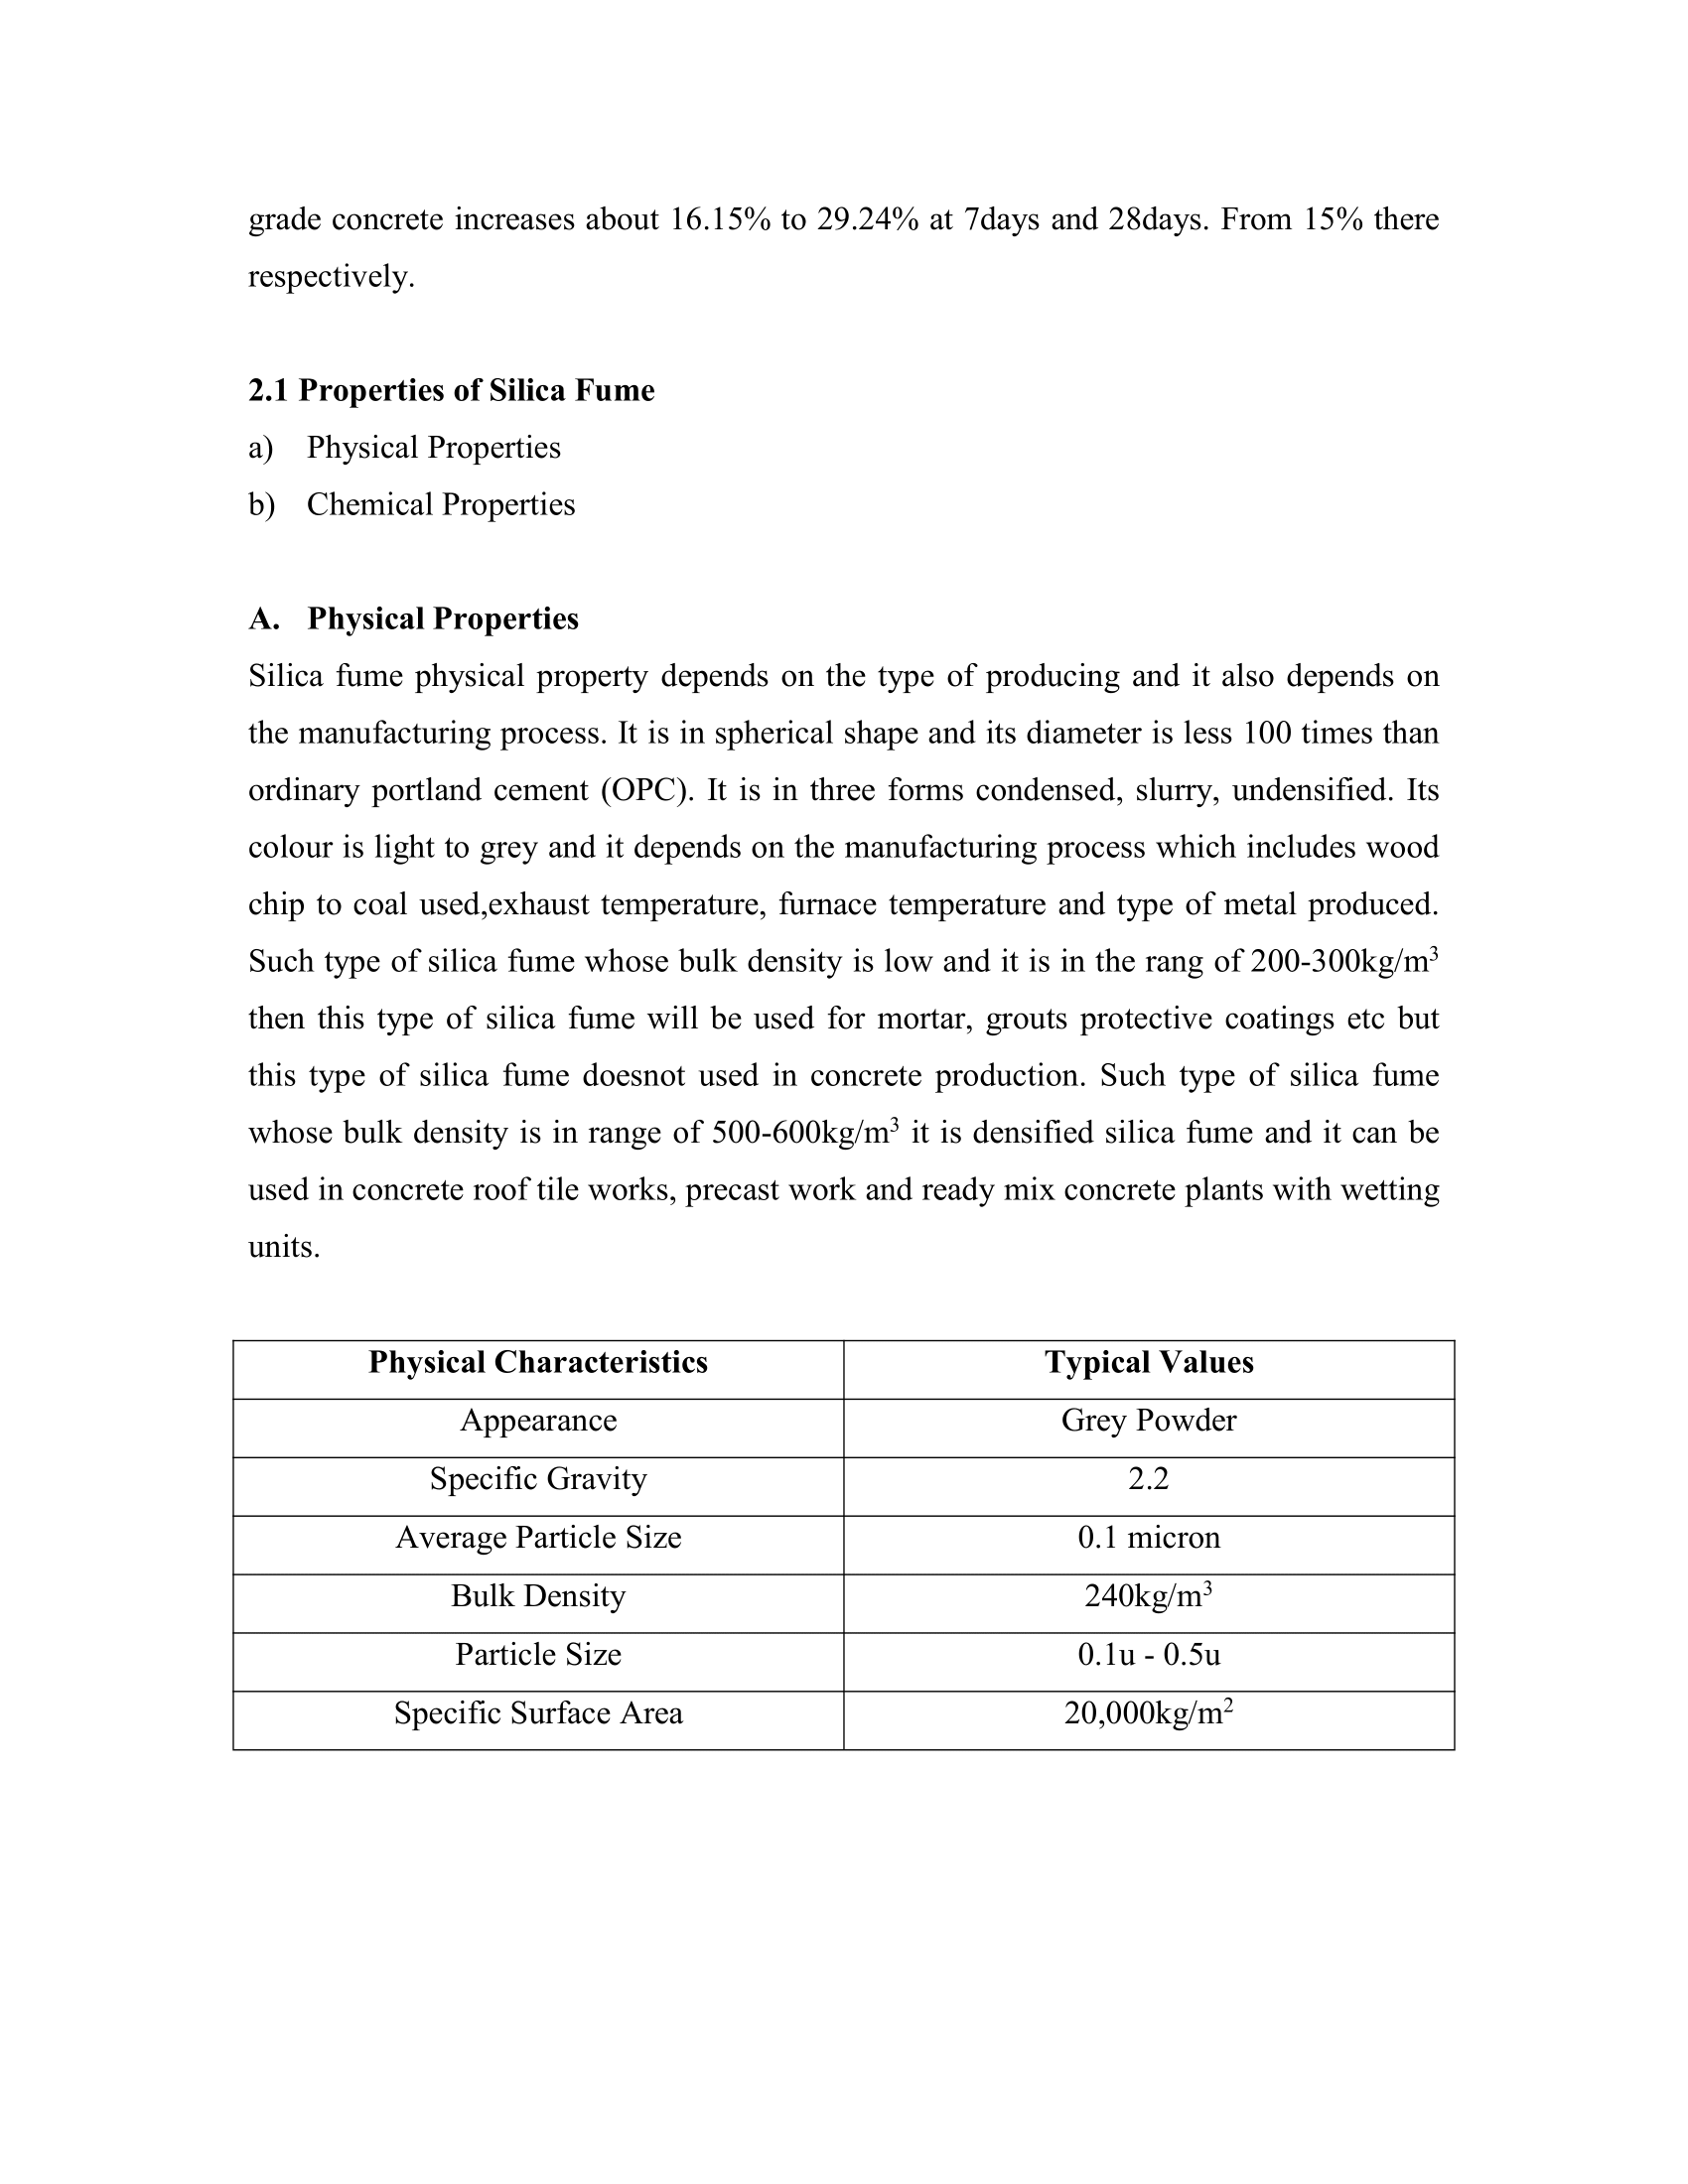 grade concrete increases about 16.15% to 29.24% at 7days and 28days. From 15% there
respectively.
2.1 Properties of Silica Fume
a) Physical Properties
b) Chemical Properties
A. Physical Properties
Silica fume physical property depends on the type of producing and it also depends on
the manufacturing process. It is in spherical shape and its diameter is less 100 times than
ordinary portland cement (OPC). It is in three forms condensed, slurry, undensified. Its
colour is light to grey and it depends on the manufacturing process which includes wood
chip to coal used,exhaust temperature, furnace temperature and type of metal produced.
Such type of silica fume whose bulk density is low and it is in the rang of 200-300kg/m³
then this type of silica fume will be used for mortar, grouts protective coatings etc but
this type of silica fume doesnot used in concrete production. Such type of silica fume
whose bulk density is in range of 500-600kg/m³ it is densified silica fume and it can be
used in concrete roof tile works, precast work and ready mix concrete plants with wetting
units.
Physical Characteristics Typical Values
Appearance Grey Powder
Specific Gravity 2.2
Average Particle Size 0.1 micron
Bulk Density 240kg/m³
Particle Size 0.1u - 0.5u
Specific Surface Area 20,000kg/m²